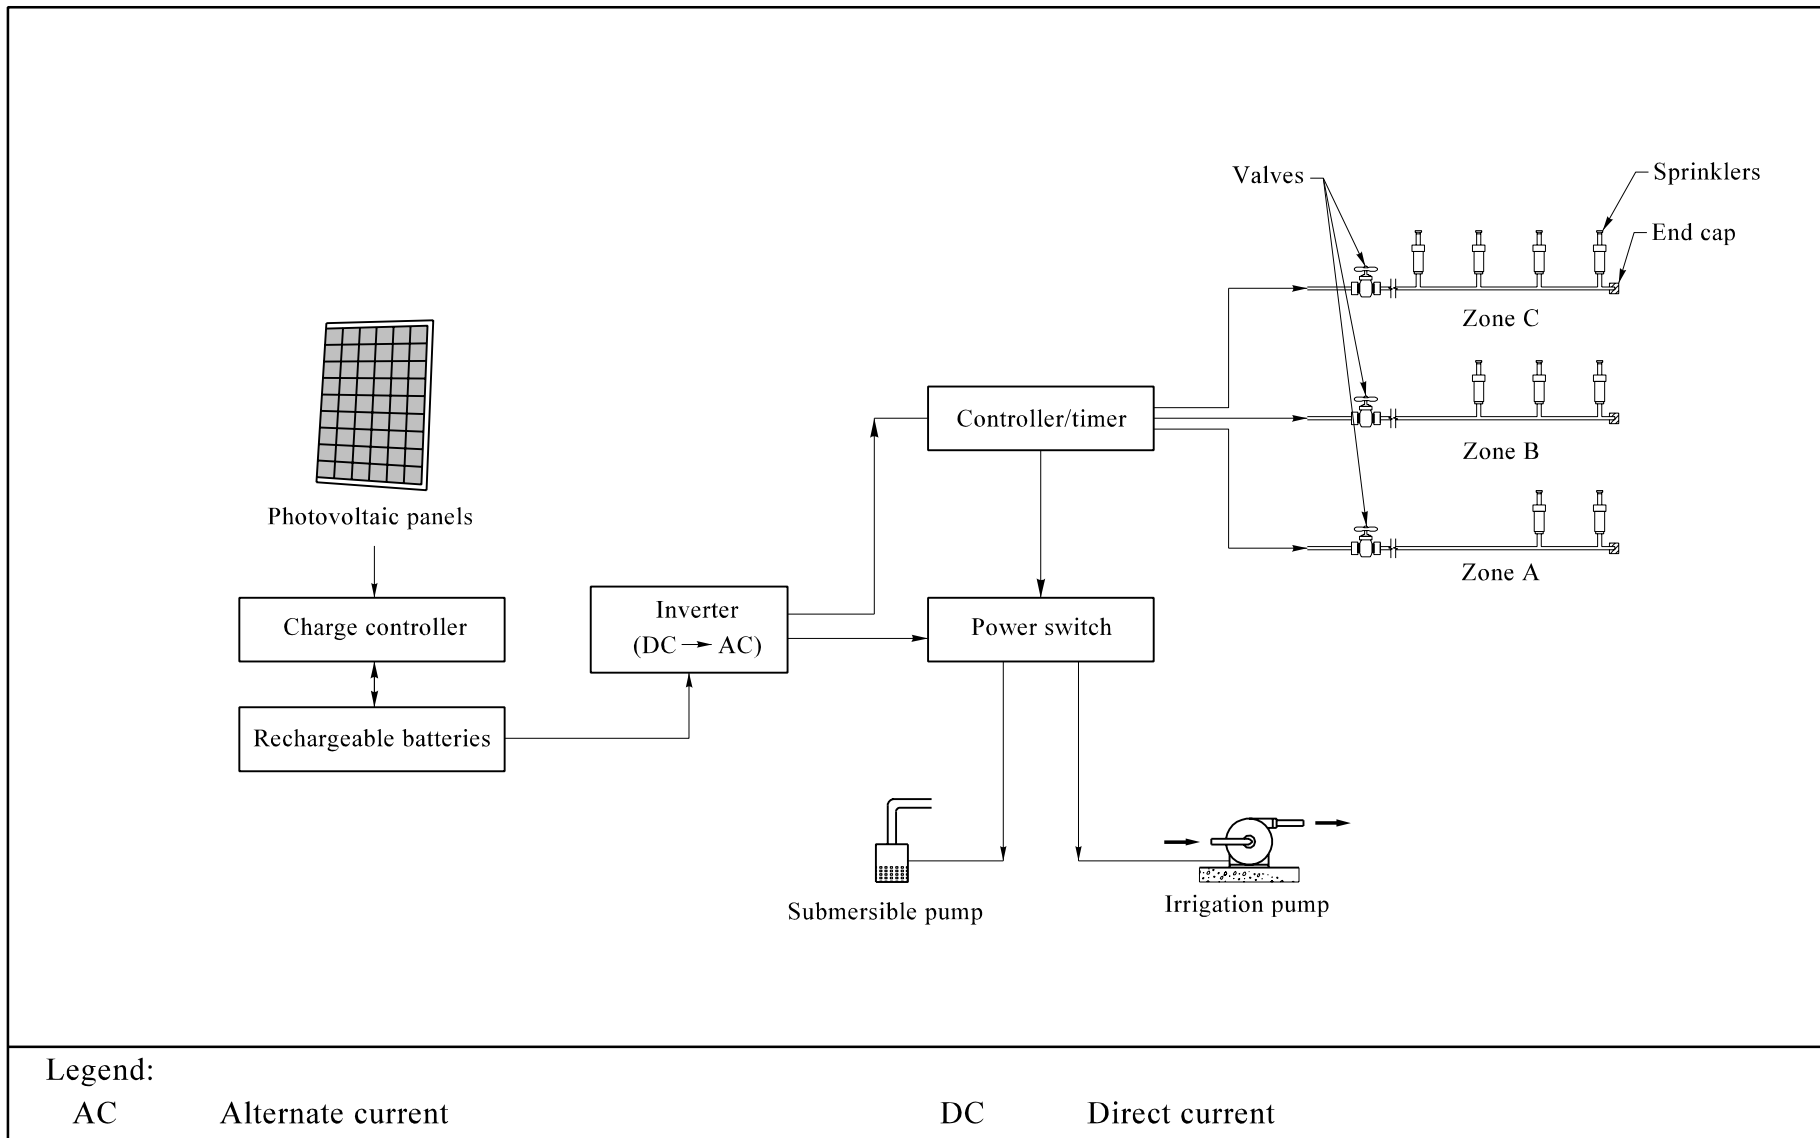 Valves
Sprinklers
End cap
Zone C
Controller/timer
Zone B
Photovoltaic panels
Zone A
Charge controller
Inverter
(DC → AC)
Power switch
Rechargeable batteries
Submersible pump
Irrigation pump
Legend:
AC Alternate current
DC Direct current